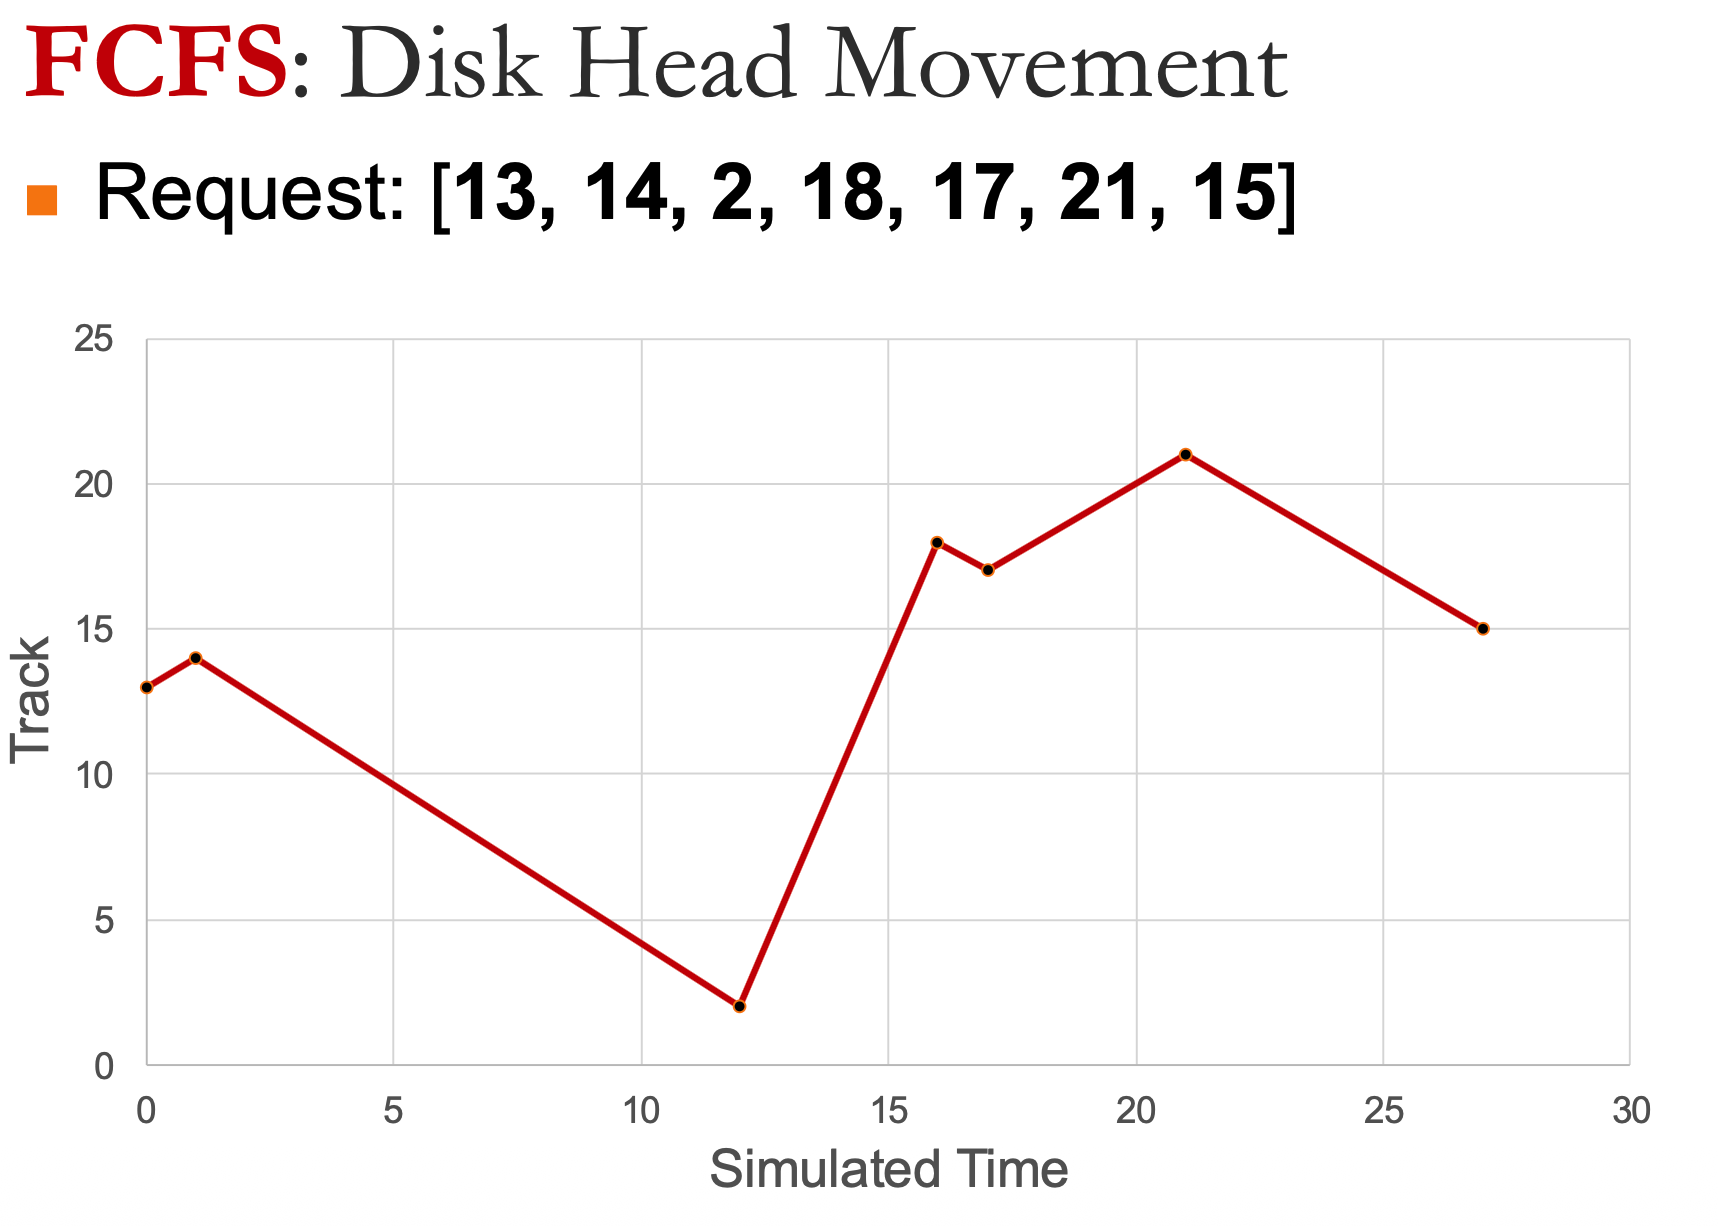 FCFS: Disk Head Movement
Request: [13, 14, 2, 18, 17, 21, 15]
25
20
15
10
5
0
Track
0 5 10 15 20 25 30
Simulated Time